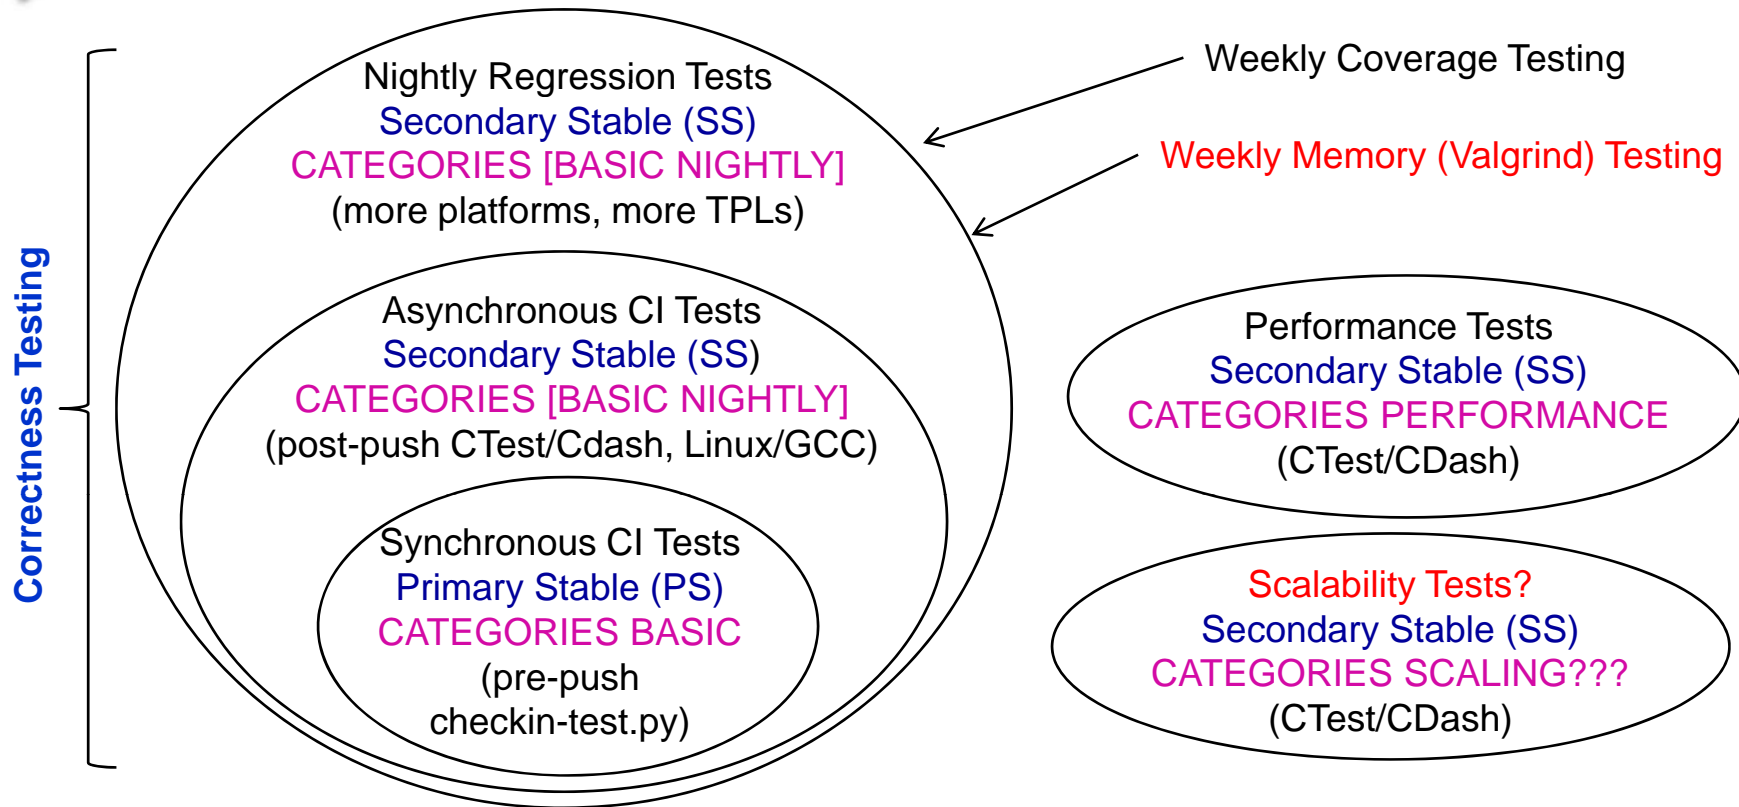 Correctness Testing
Nightly Regression Tests
Secondary Stable (SS)
CATEGORIES [BASIC NIGHTLY]
(more platforms, more TPLs)
Asynchronous CI Tests
Secondary Stable (SS)
CATEGORIES [BASIC NIGHTLY]
(post-push CTest/Cdash, Linux/GCC)
Synchronous CI Tests
Primary Stable (PS)
CATEGORIES BASIC
(pre-push
checkin-test.py)
Weekly Coverage Testing
Weekly Memory (Valgrind) Testing
Performance Tests
Secondary Stable (SS)
CATEGORIES PERFORMANCE
(CTest/CDash)
Scalability Tests?
Secondary Stable (SS)
CATEGORIES SCALING???
(CTest/CDash)